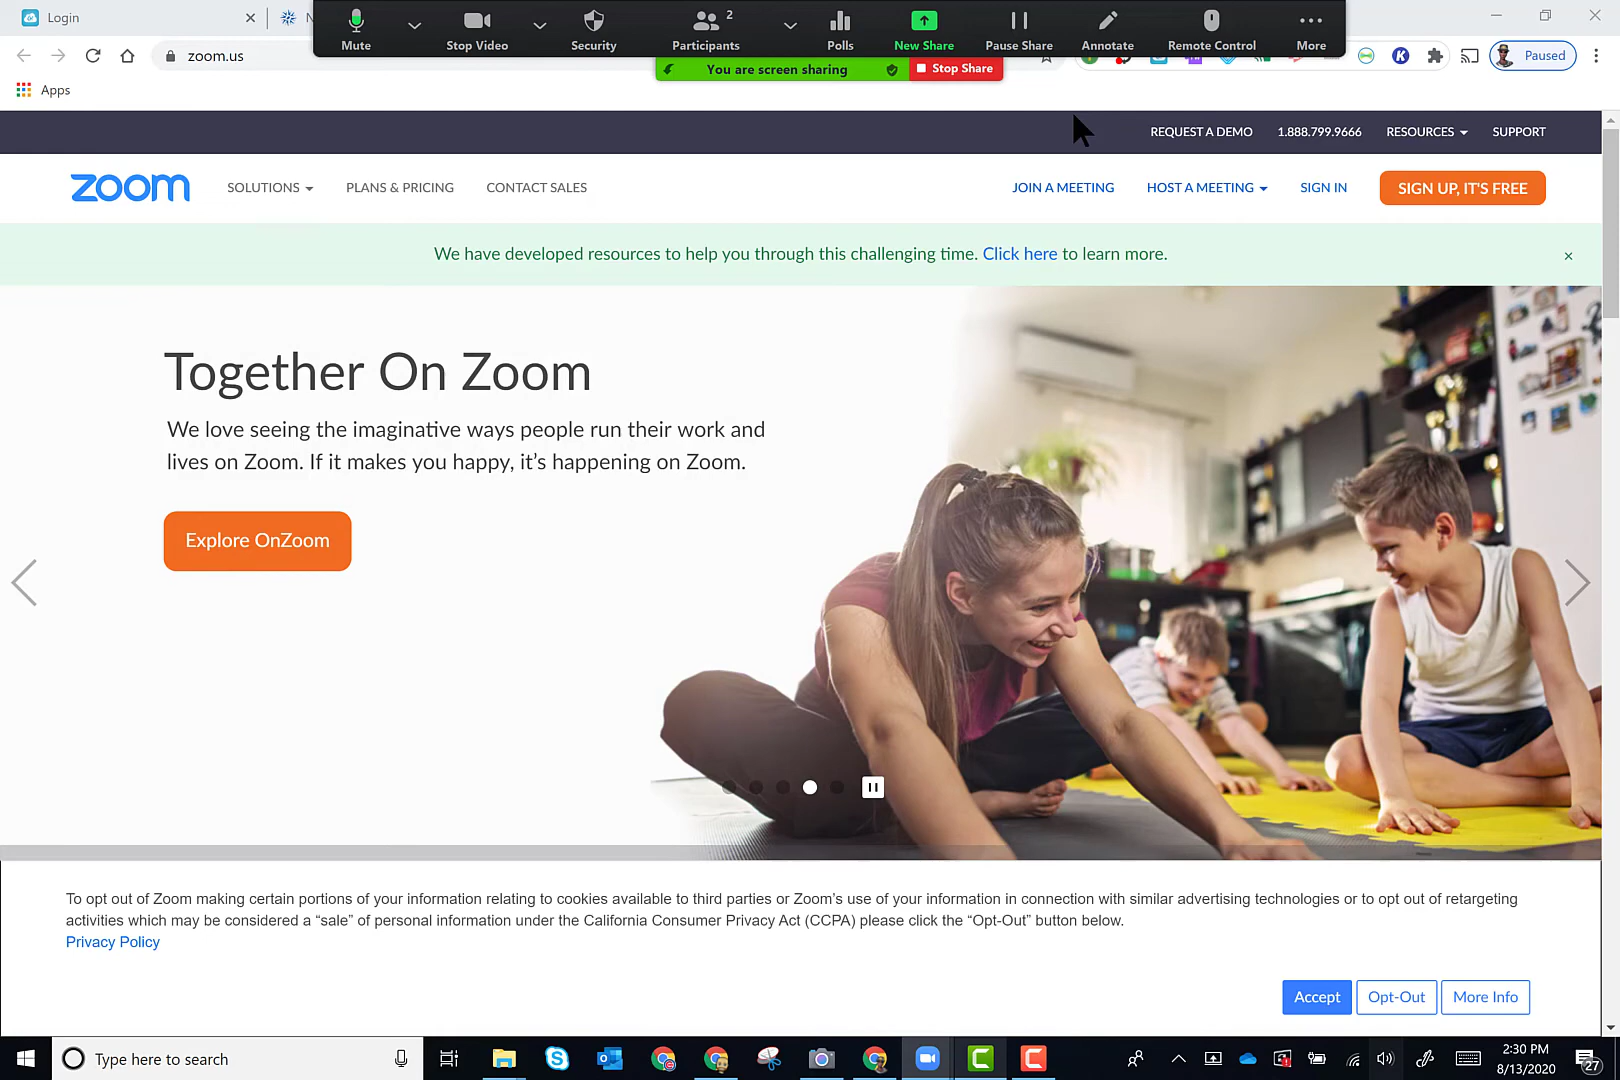 Login
Mute
Stop Video
Security
Participants
2
Polls
New Share
Pause Share
Annotate
Remote Control
More
zoom.us
You are screen sharing
Stop Share
K
Paused
Apps
REQUEST A DEMO
1.888.799.9666
RESOURCES
SUPPORT
zoom
SOLUTIONS
PLANS & PRICING
CONTACT SALES
JOIN A MEETING
HOST A MEETING
SIGN IN
SIGN UP, IT'S FREE
We have developed resources to help you through this challenging time. Click here to learn more.
Together On Zoom
We love seeing the imaginative ways people run their work and
lives on Zoom. If it makes you happy, it's happening on Zoom.
Explore OnZoom
To opt out of Zoom making certain portions of your information relating to cookies available to third parties or Zoom's use of your information in connection with similar advertising technologies or to opt out of retargeting
activities which may be considered a “sale” of personal information under the California Consumer Privacy Act (CCPA) please click the “Opt-Out” button below.
Privacy Policy
Accept
Opt-Out
More Info
Type here to search
2:30 PM
8/13/2020
27